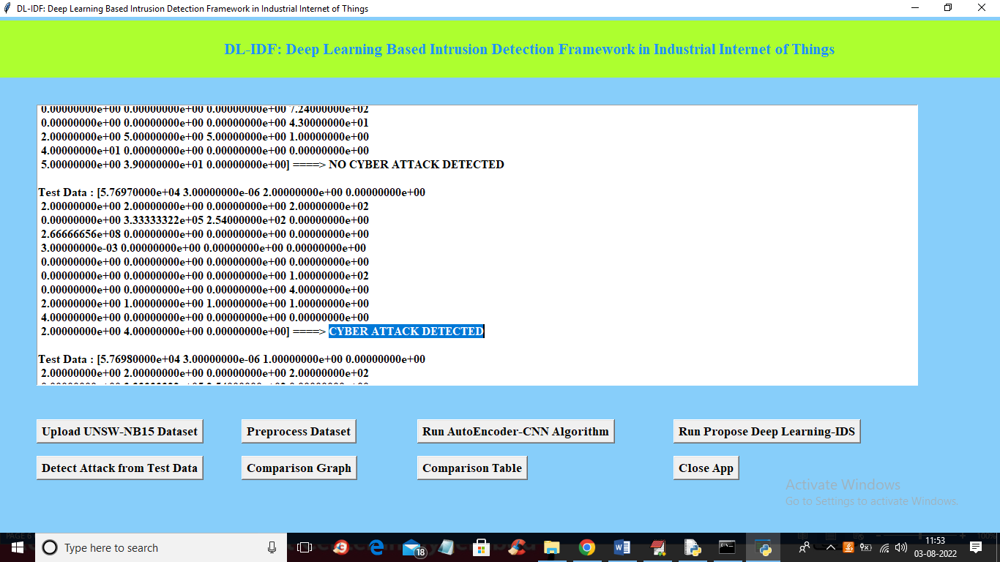 DL-IDF: Deep Learning Based Intrusion Detection Framework in Industrial Internet of Things
DL-IDF: Deep Learning Based Intrusion Detection Framework in Industrial Internet of Things
0.00000000e+00 0.00000000e+00 0.00000000e+00 7.24000000e+02
0.00000000e+00 0.00000000e+00 0.00000000e+00 4.30000000e+01
2.00000000e+00 5.00000000e+00 5.00000000e+00 1.00000000e+00
4.00000000e+01 0.00000000e+00 0.00000000e+00 0.00000000e+00
5.00000000e+00 3.90000000e+01 0.00000000e+00] ====> NO CYBER ATTACK DETECTED
Test Data : [5.76970000e+04 3.00000000e-06 2.00000000e+00 0.00000000e+00
2.00000000e+00 2.00000000e+00 0.00000000e+00 2.00000000e+02
0.00000000e+00 3.33333322e+05 2.54000000e+02 0.00000000e+00
2.66666656e+08 0.00000000e+00 0.00000000e+00 0.00000000e+00
3.00000000e-03 0.00000000e+00 0.00000000e+00 0.00000000e+00
0.00000000e+00 0.00000000e+00 0.00000000e+00 0.00000000e+00
0.00000000e+00 0.00000000e+00 0.00000000e+00 1.00000000e+02
0.00000000e+00 0.00000000e+00 0.00000000e+00 4.00000000e+00
2.00000000e+00 1.00000000e+00 1.00000000e+00 1.00000000e+00
4.00000000e+00 0.00000000e+00 0.00000000e+00 0.00000000e+00
2.00000000e+00 4.00000000e+00 0.00000000e+00] ====> CYBER ATTACK DETECTED
Test Data : [5.76980000e+04 3.00000000e-06 1.00000000e+00 0.00000000e+00
2.00000000e+00 2.00000000e+00 0.00000000e+00 2.00000000e+02
Upload UNSW-NB15 Dataset
Preprocess Dataset
Run AutoEncoder-CNN Algorithm
Run Propose Deep Learning-IDS
Detect Attack from Test Data
Comparison Graph
Comparison Table
Close App
Activate Windows
Go to Settings to activate Windows.
Type here to search
18
11:53
03-08-2022